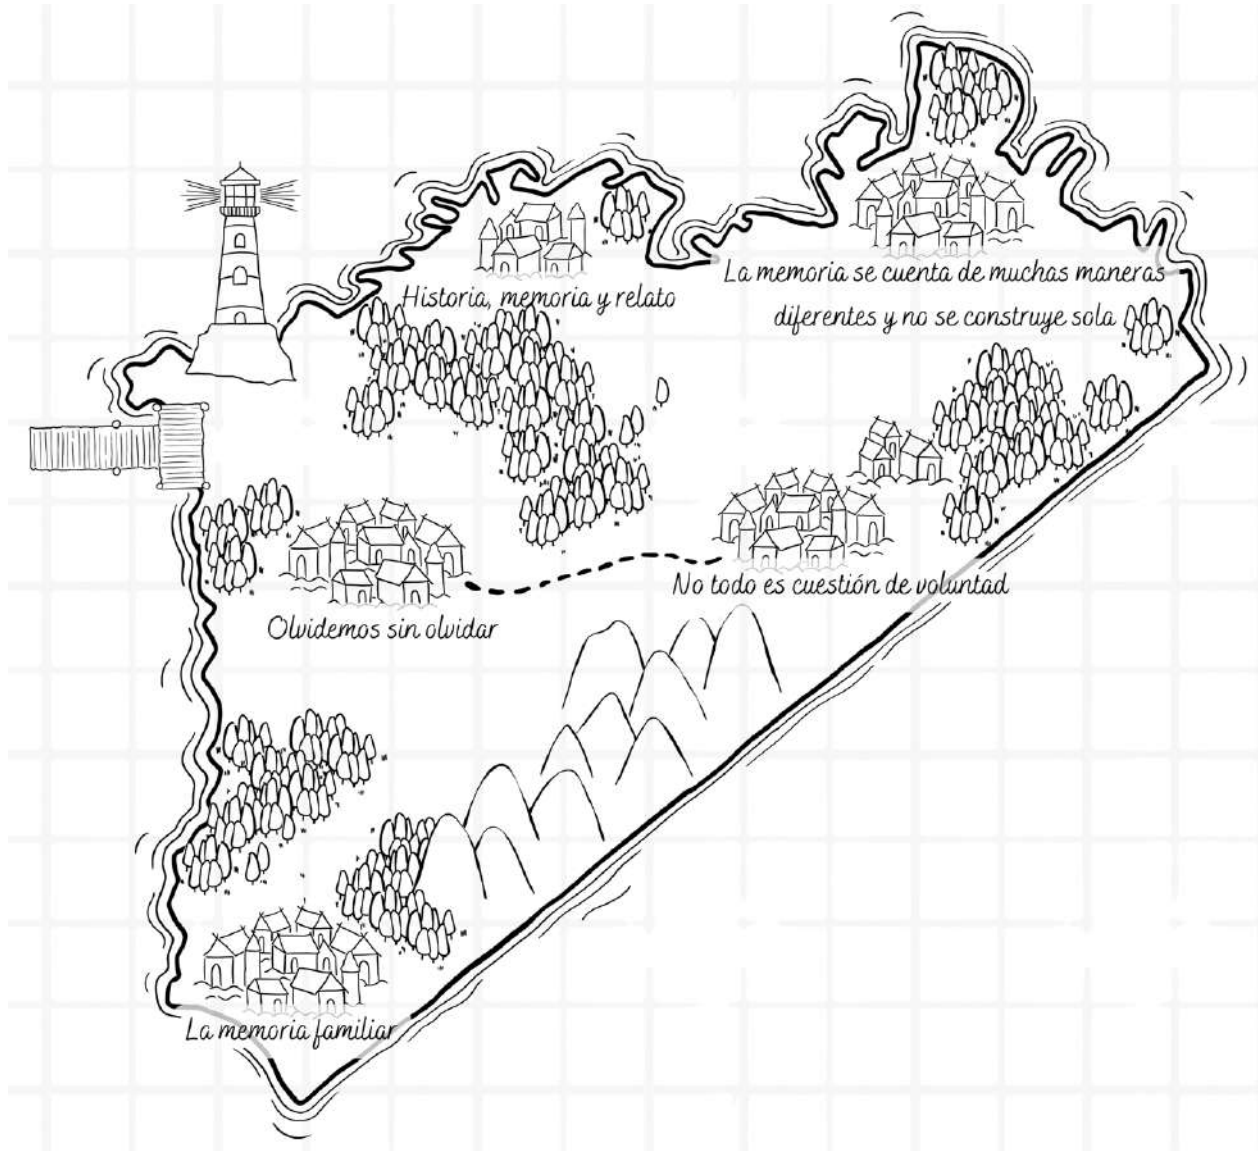 Historia, memoria y relato
La memoria se cuenta de muchas maneras
diferentes y no se construye sola
No todo es cuestión de voluntad
Olvidemos sin olvidar
La memoria familiar